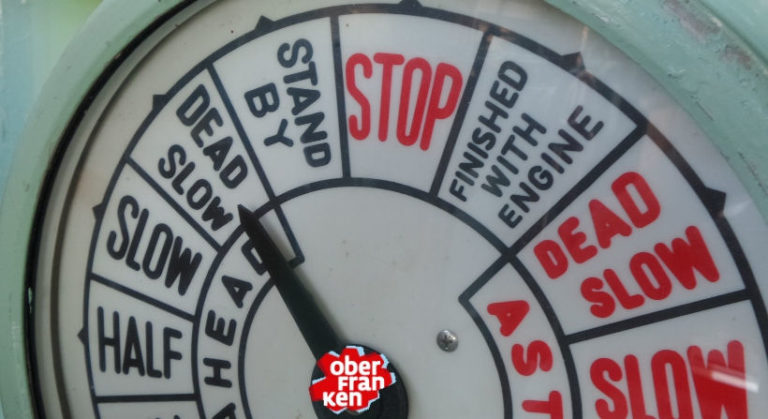 STAND
BY
STOP
FINISHED
WITH
ENGINE
DEAD
SLOW
DEAD
SLOW
SLOW
HALF
SLOW
AHEAD
AST
ober
Fran
ken